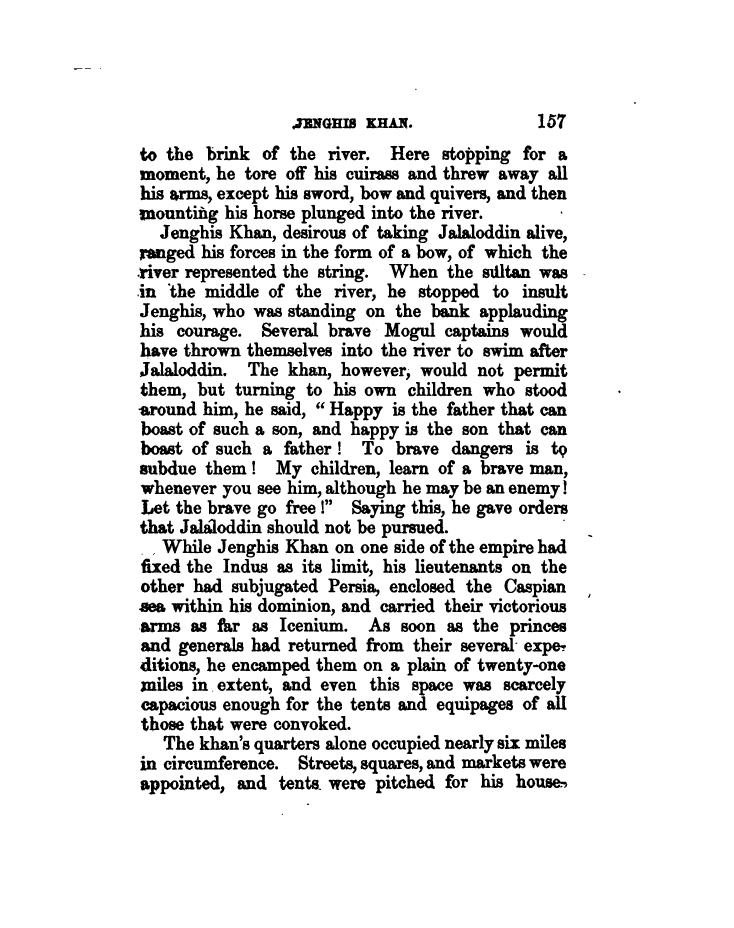 JENGHIS KHAN. 157
to the brink of the river. Here stopping for a
moment, he tore off his cuirass and threw away all
his arms, except his sword, bow and quivers, and then
mounting his horse plunged into the river.
Jenghis Khan, desirous of taking Jalaloddin alive,
ranged his forces in the form of a bow, of which the
river represented the string. When the sultan was
in the middle of the river, he stopped to insult
Jenghis, who was standing on the bank applauding
his courage. Several brave Mogul captains would
have thrown themselves into the river to swim after
Jalaloddin. The khan, however, would not permit
them, but turning to his own children who stood
around him, he said, “Happy is the father that can
boast of such a son, and happy is the son that can
boast of such a father! To brave dangers is to
subdue them! My children, learn of a brave man,
whenever you see him, although he may be an enemy!
Let the brave go free!” Saying this, he gave orders
that Jalaloddin should not be pursued.
While Jenghis Khan on one side of the empire had
fixed the Indus as its limit, his lieutenants on the
other had subjugated Persia, enclosed the Caspian
sea within his dominion, and carried their victorious
arms as far as Icenium. As soon as the princes
and generals had returned from their several expe-
ditions, he encamped them on a plain of twenty-one
miles in extent, and even this space was scarcely
capacious enough for the tents and equipages of all
those that were convoked.
The khan's quarters alone occupied nearly six miles
in circumference. Streets, squares, and markets were
appointed, and tents were pitched for his house-